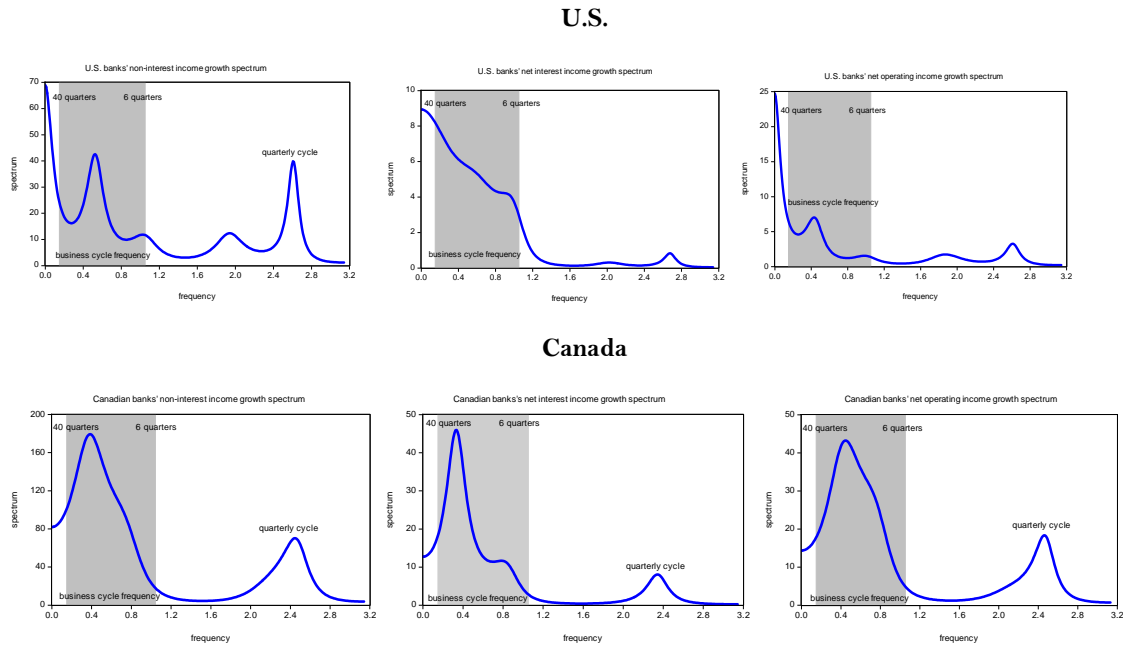 U.S.
U.S. banks' non-interest income growth spectrum
70
60
50
40
30
20
10
0
spectrum
40 quarters 6 quarters
quarterly cycle
business cycle frequency
0.0 0.4 0.8 1.2 1.6 2.0 2.4 2.8 3.2
frequency
U.S. banks' net interest income growth spectrum
10
8
6
4
2
0
spectrum
40 quarters 6 quarters
business cycle frequency
0.0 0.4 0.8 1.2 1.6 2.0 2.4 2.8 3.2
frequency
U.S. banks' net operating income growth spectrum
25
20
15
10
5
0
spectrum
40 quarters 6 quarters
business cycle frequency
0.0 0.4 0.8 1.2 1.6 2.0 2.4 2.8 3.2
frequency
Canada
Canadian banks' non-interest income growth spectrum
200
160
120
80
40
0
spectrum
40 quarters 6 quarters
quarterly cycle
business cycle frequency
0.0 0.4 0.8 1.2 1.6 2.0 2.4 2.8 3.2
frequency
Canadian banks's net interest income growth spectrum
50
40
30
20
10
0
spectrum
40 quarters 6 quarters
quarterly cycle
business cycle frequency
0.0 0.4 0.8 1.2 1.6 2.0 2.4 2.8 3.2
frequency
Canadian banks' net operating income growth spectrum
50
40
30
20
10
0
spectrum
40 quarters 6 quarters
quarterly cycle
business cycle frequency
0.0 0.4 0.8 1.2 1.6 2.0 2.4 2.8 3.2
frequency